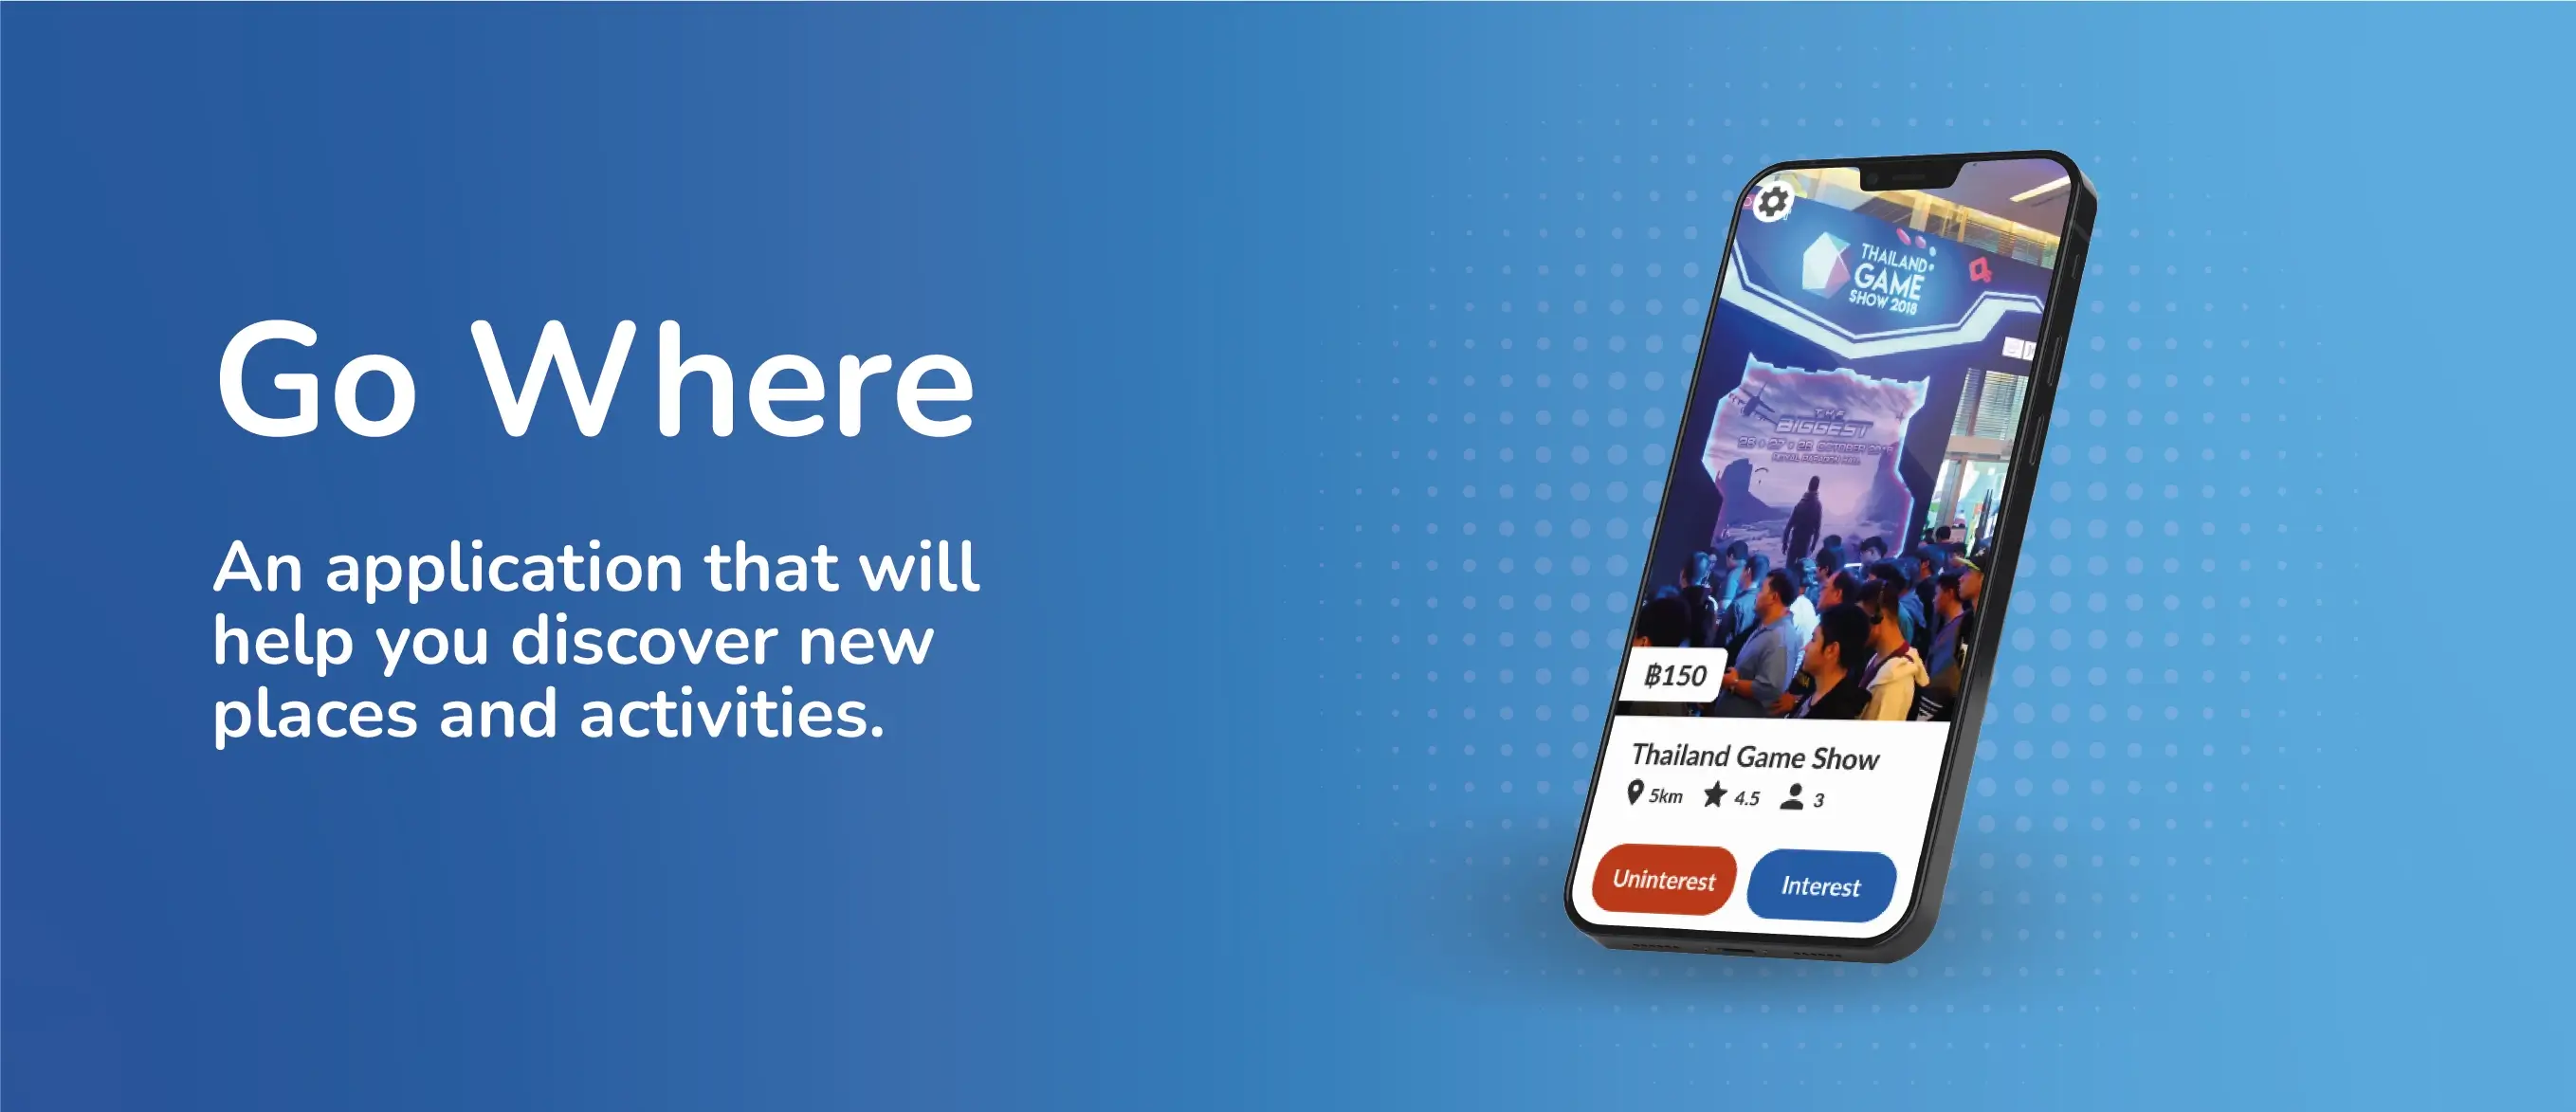 Go Where
An application that will
help you discover new
places and activities.
THAILAND
GAME
SHOW 2018
THE
BIGGEST
฿150
Thailand Game Show
5km 4.5 3
Uninterest Interest